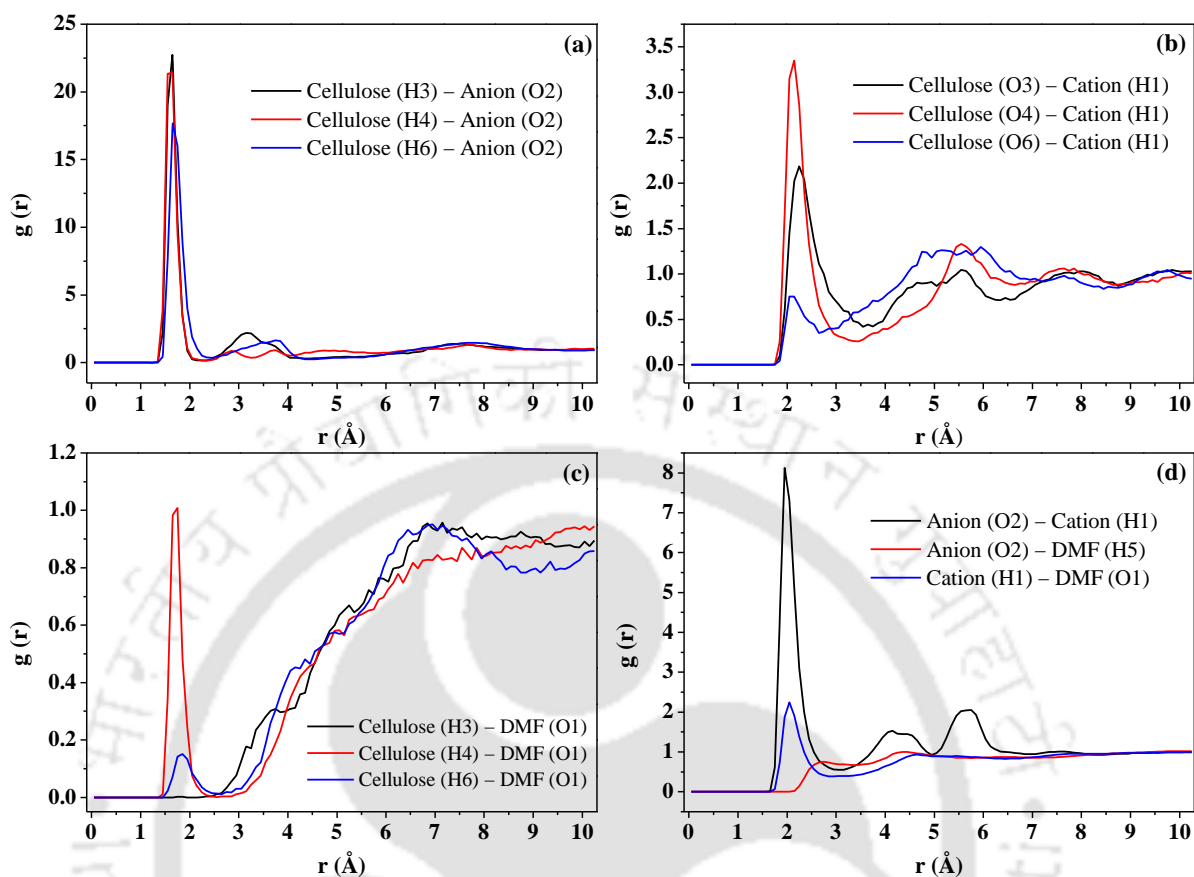 (a)
Cellulose (H3) – Anion (O2)
Cellulose (H4) – Anion (O2)
Cellulose (H6) – Anion (O2)
g (r)
25
20
15
10
5
0
0 1 2 3 4 5 6 7 8 9 10
r (Å)
(b)
Cellulose (O3) – Cation (H1)
Cellulose (O4) – Cation (H1)
Cellulose (O6) – Cation (H1)
g (r)
3.5
3.0
2.5
2.0
1.5
1.0
0.5
0.0
0 1 2 3 4 5 6 7 8 9 10
r (Å)
(c)
g (r)
1.2
1.0
0.8
0.6
0.4
0.2
0.0
Cellulose (H3) – DMF (O1)
Cellulose (H4) – DMF (O1)
Cellulose (H6) – DMF (O1)
0 1 2 3 4 5 6 7 8 9 10
r (Å)
(d)
Anion (O2) – Cation (H1)
Anion (O2) – DMF (H5)
Cation (H1) – DMF (O1)
g (r)
8
7
6
5
4
3
2
1
0
0 1 2 3 4 5 6 7 8 9 10
r (Å)